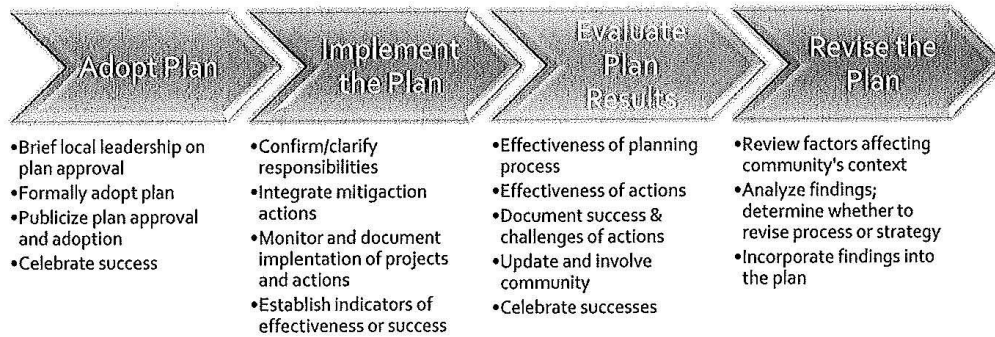 Adopt Plan
•Brief local leadership on
plan approval
•Formally adopt plan
•Publicize plan approval
and adoption
•Celebrate success
Implement
the Plan
•Confirm/clarify
responsibilities
•Integrate mitigaction
actions
•Monitor and document
implentation of projects
and actions
•Establish indicators of
effectiveness or success
Evaluate
Plan
Results
•Effectiveness of planning
process
•Effectiveness of actions
•Document success &
challenges of actions
•Update and involve
community
•Celebrate successes
Revise the
Plan
•Review factors affecting
community's context
•Analyze findings;
determine whether to
revise process or strategy
•Incorporate findings into
the plan